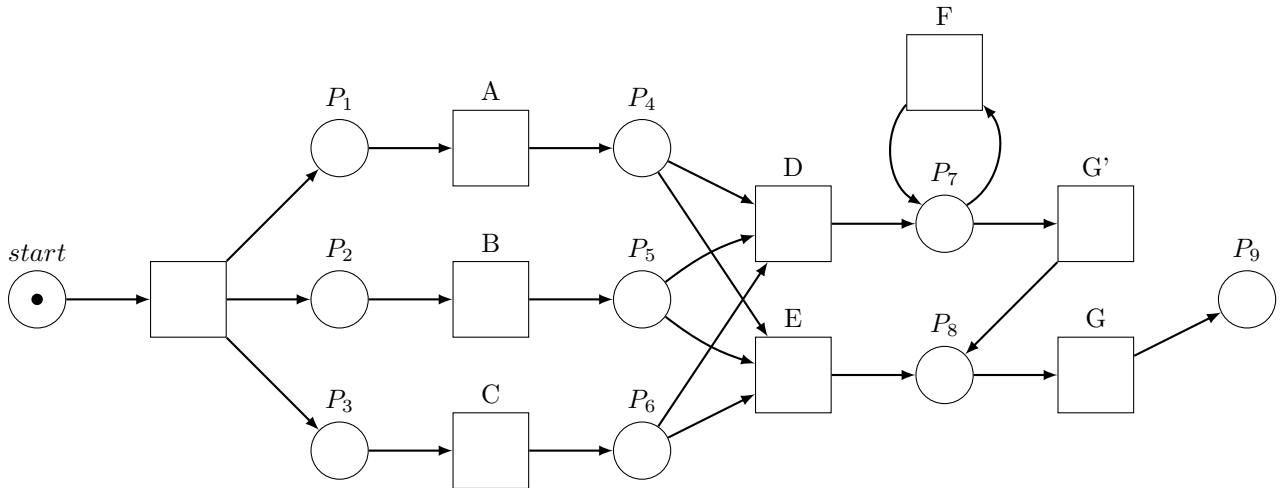 F
P1 A P4
D P7 G'
start P2 B P5 P9
E P8 G
P3 C P6